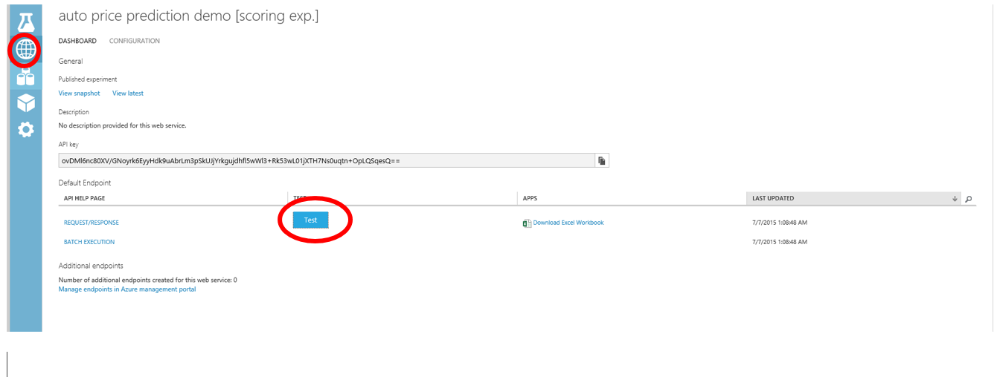 auto price prediction demo [scoring exp.]
DASHBOARD CONFIGURATION
General
Published experiment
View snapshot View latest
Description
No description provided for this web service.
API key
ovDMl6nc80XV/GNoyrk6EyyHdk9uAbrLm3pSkUJjYrkgujdhfl5wWl3+Rk53wL01jXTH7Ns0uqtn+OpLQSqesQ==
Default Endpoint
API HELP PAGE TEST APPS LAST UPDATED
REQUEST/RESPONSE Test Download Excel Workbook 7/7/2015 1:08:48 AM
BATCH EXECUTION 7/7/2015 1:08:48 AM
Additional endpoints
Number of additional endpoints created for this web service: 0
Manage endpoints in Azure management portal